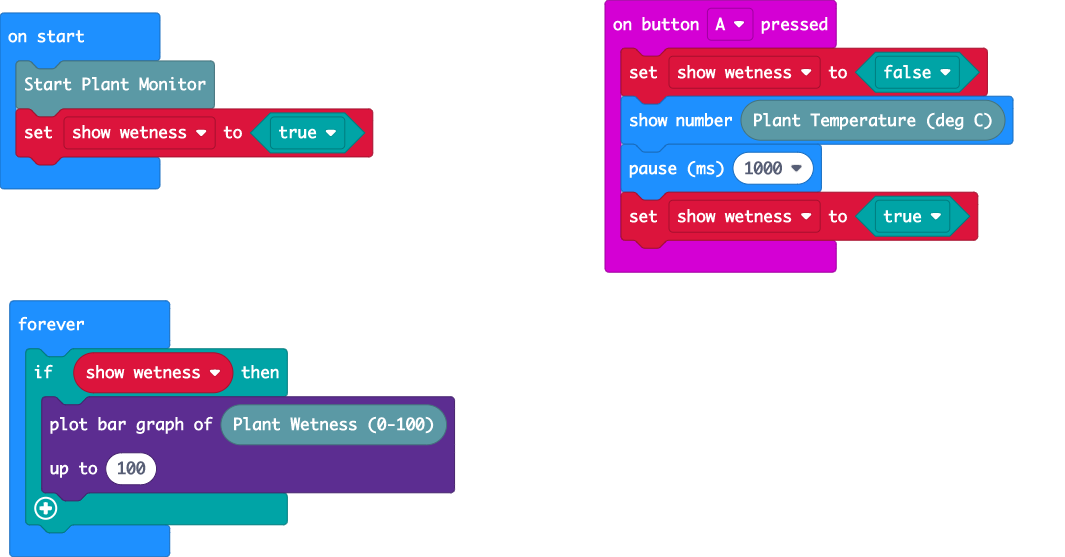 on start
Start Plant Monitor
set show wetness to true
on button A pressed
set show wetness to false
show number Plant Temperature (deg C)
pause (ms) 1000
set show wetness to true
forever
if show wetness then
plot bar graph of Plant Wetness (0-100)
up to 100